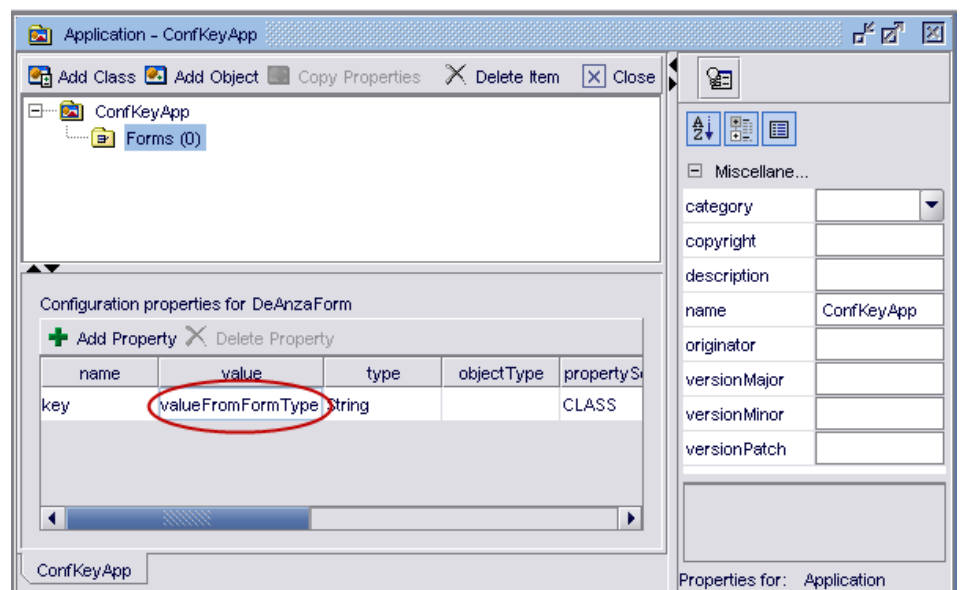 Application - ConfKeyApp
Add Class Add Object Copy Properties Delete Item Close
ConfKeyApp
Forms (0)
Configuration properties for DeAnzaForm
Add Property Delete Property
name value type objectType propertySc
key valueFromFormType String CLASS
ConfKeyApp
Miscellane...
category
copyright
description
name ConfKeyApp
originator
versionMajor
versionMinor
versionPatch
Properties for: Application